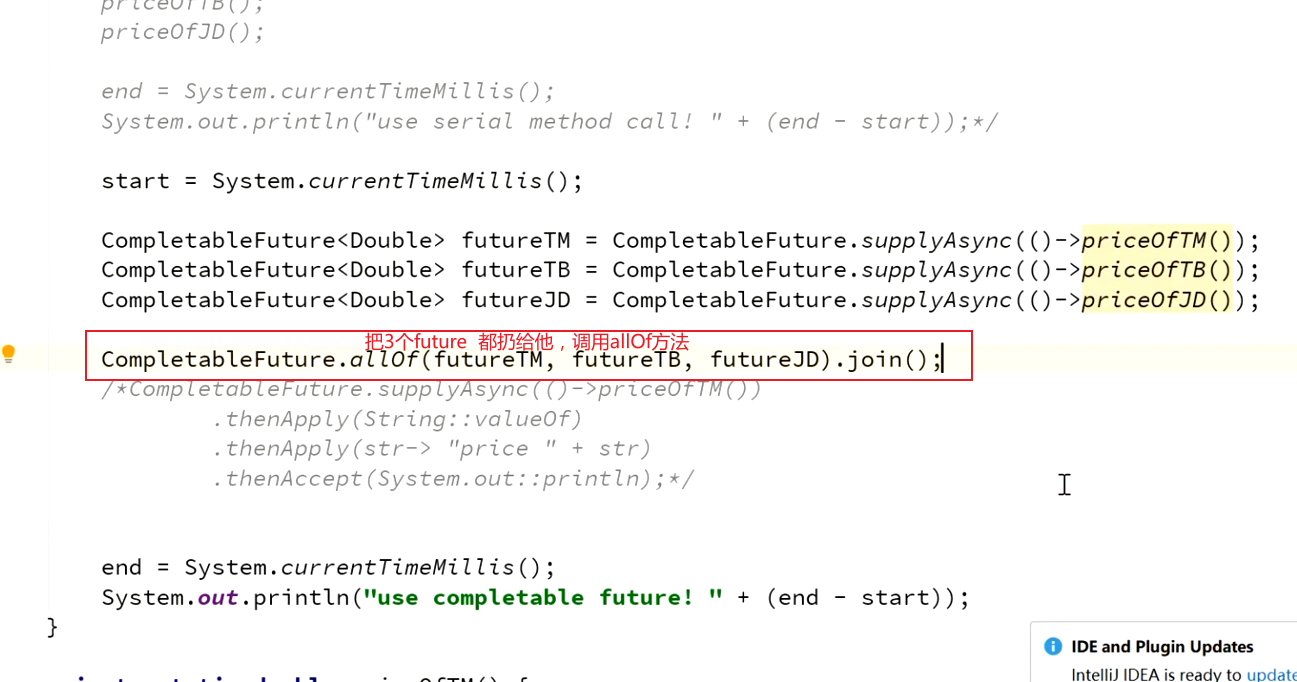 priceOfTB();
priceOfJD();
end = System.currentTimeMillis();
System.out.println("use serial method call! " + (end - start));*/
start = System.currentTimeMillis();
CompletableFuture<Double> futureTM = CompletableFuture.supplyAsync(()->priceOfTM());
CompletableFuture<Double> futureTB = CompletableFuture.supplyAsync(()->priceOfTB());
CompletableFuture<Double> futureJD = CompletableFuture.supplyAsync(()->priceOfJD());
把3个future 都扔给他，调用allOf方法
CompletableFuture.allOf(futureTM, futureTB, futureJD).join();
/*CompletableFuture.supplyAsync(()->priceOfTM())
.thenApply(String::valueOf)
.thenApply(str-> "price " + str)
.thenAccept(System.out::println);*/
end = System.currentTimeMillis();
System.out.println("use completable future! " + (end - start));
}
IDE and Plugin Updates
IntelliJ IDEA is ready to update